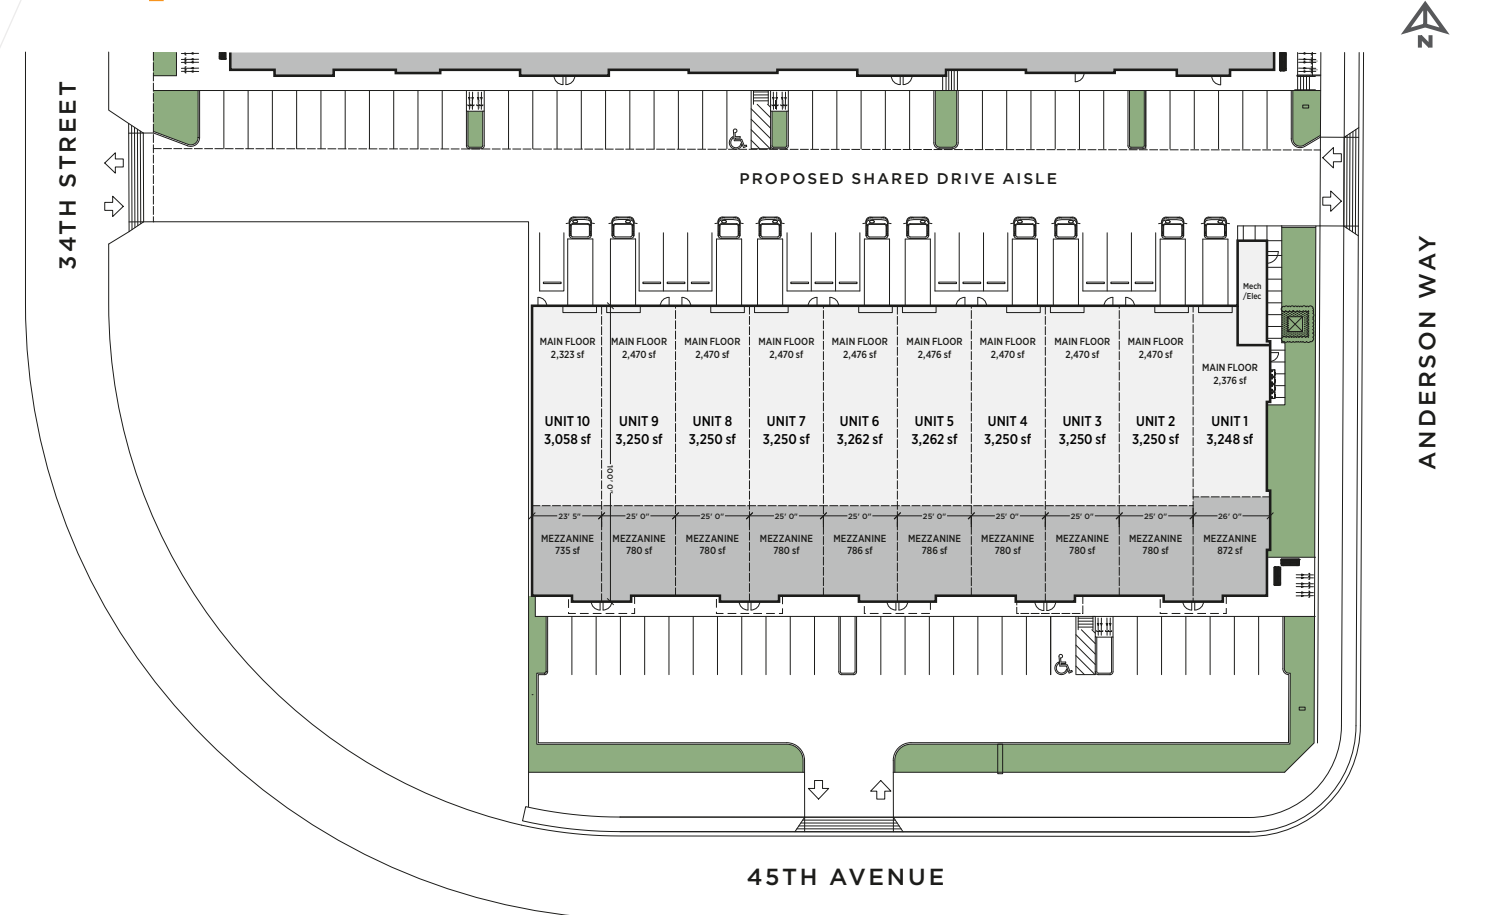 N
34TH STREET
PROPOSED SHARED DRIVE AISLE
ANDERSON WAY
Mech
/Elec
MAIN FLOOR
2,323 sf
MAIN FLOOR
2,470 sf
MAIN FLOOR
2,470 sf
MAIN FLOOR
2,470 sf
MAIN FLOOR
2,476 sf
MAIN FLOOR
2,476 sf
MAIN FLOOR
2,470 sf
MAIN FLOOR
2,470 sf
MAIN FLOOR
2,470 sf
MAIN FLOOR
2,376 sf
UNIT 10
3,058 sf
UNIT 9
3,250 sf
UNIT 8
3,250 sf
UNIT 7
3,250 sf
UNIT 6
3,262 sf
UNIT 5
3,262 sf
UNIT 4
3,250 sf
UNIT 3
3,250 sf
UNIT 2
3,250 sf
UNIT 1
3,248 sf
100' 0"
23' 5"
25' 0"
25' 0"
25' 0"
25' 0"
25' 0"
25' 0"
25' 0"
25' 0"
26' 0"
MEZZANINE
735 sf
MEZZANINE
780 sf
MEZZANINE
780 sf
MEZZANINE
780 sf
MEZZANINE
786 sf
MEZZANINE
786 sf
MEZZANINE
780 sf
MEZZANINE
780 sf
MEZZANINE
780 sf
MEZZANINE
872 sf
45TH AVENUE